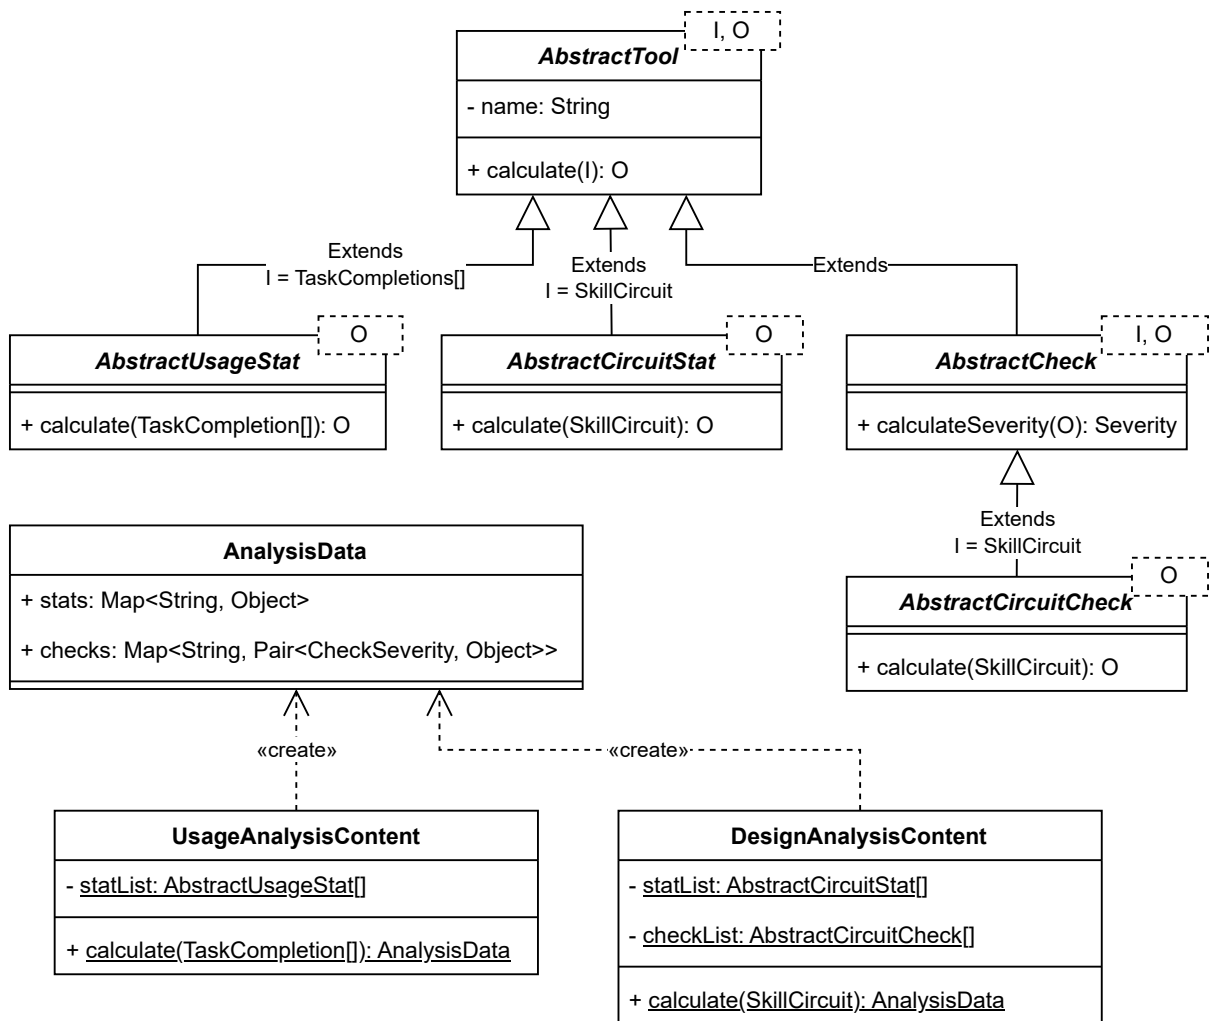 I, O
AbstractTool
- name: String
+ calculate(I): O
Extends
I = TaskCompletions[]
Extends
I = SkillCircuit
Extends
O
AbstractUsageStat
+ calculate(TaskCompletion[]): O
O
AbstractCircuitStat
+ calculate(SkillCircuit): O
I, O
AbstractCheck
+ calculateSeverity(O): Severity
Extends
I = SkillCircuit
O
AbstractCircuitCheck
+ calculate(SkillCircuit): O
AnalysisData
+ stats: Map<String, Object>
+ checks: Map<String, Pair<CheckSeverity, Object>>
«create»
«create»
UsageAnalysisContent
- statList: AbstractUsageStat[]
+ calculate(TaskCompletion[]): AnalysisData
DesignAnalysisContent
- statList: AbstractCircuitStat[]
- checkList: AbstractCircuitCheck[]
+ calculate(SkillCircuit): AnalysisData